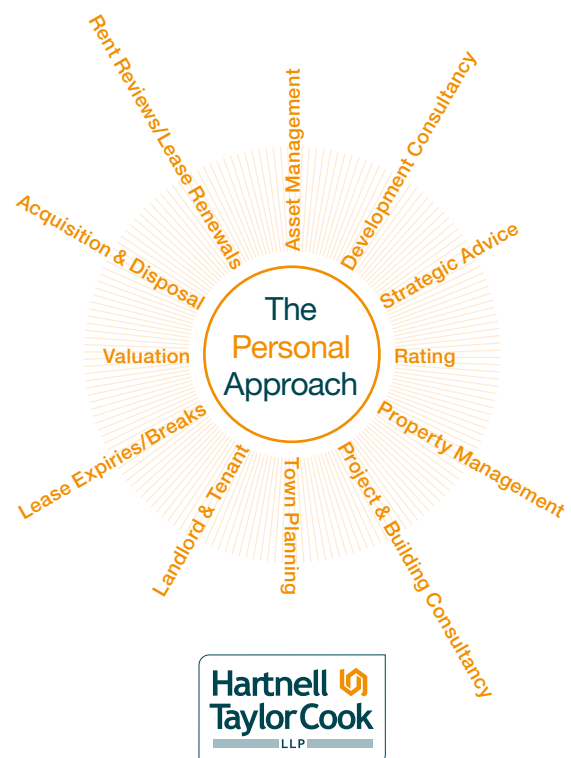 Asset Management
Development Consultancy
Strategic Advice
Rating
Property Management
Project & Building Consultancy
Town Planning
Landlord & Tenant
Lease Expiries/Breaks
Valuation
Acquisition & Disposal
Rent Reviews/Lease Renewals
The
Personal
Approach
Hartnell
Taylor Cook
LLP